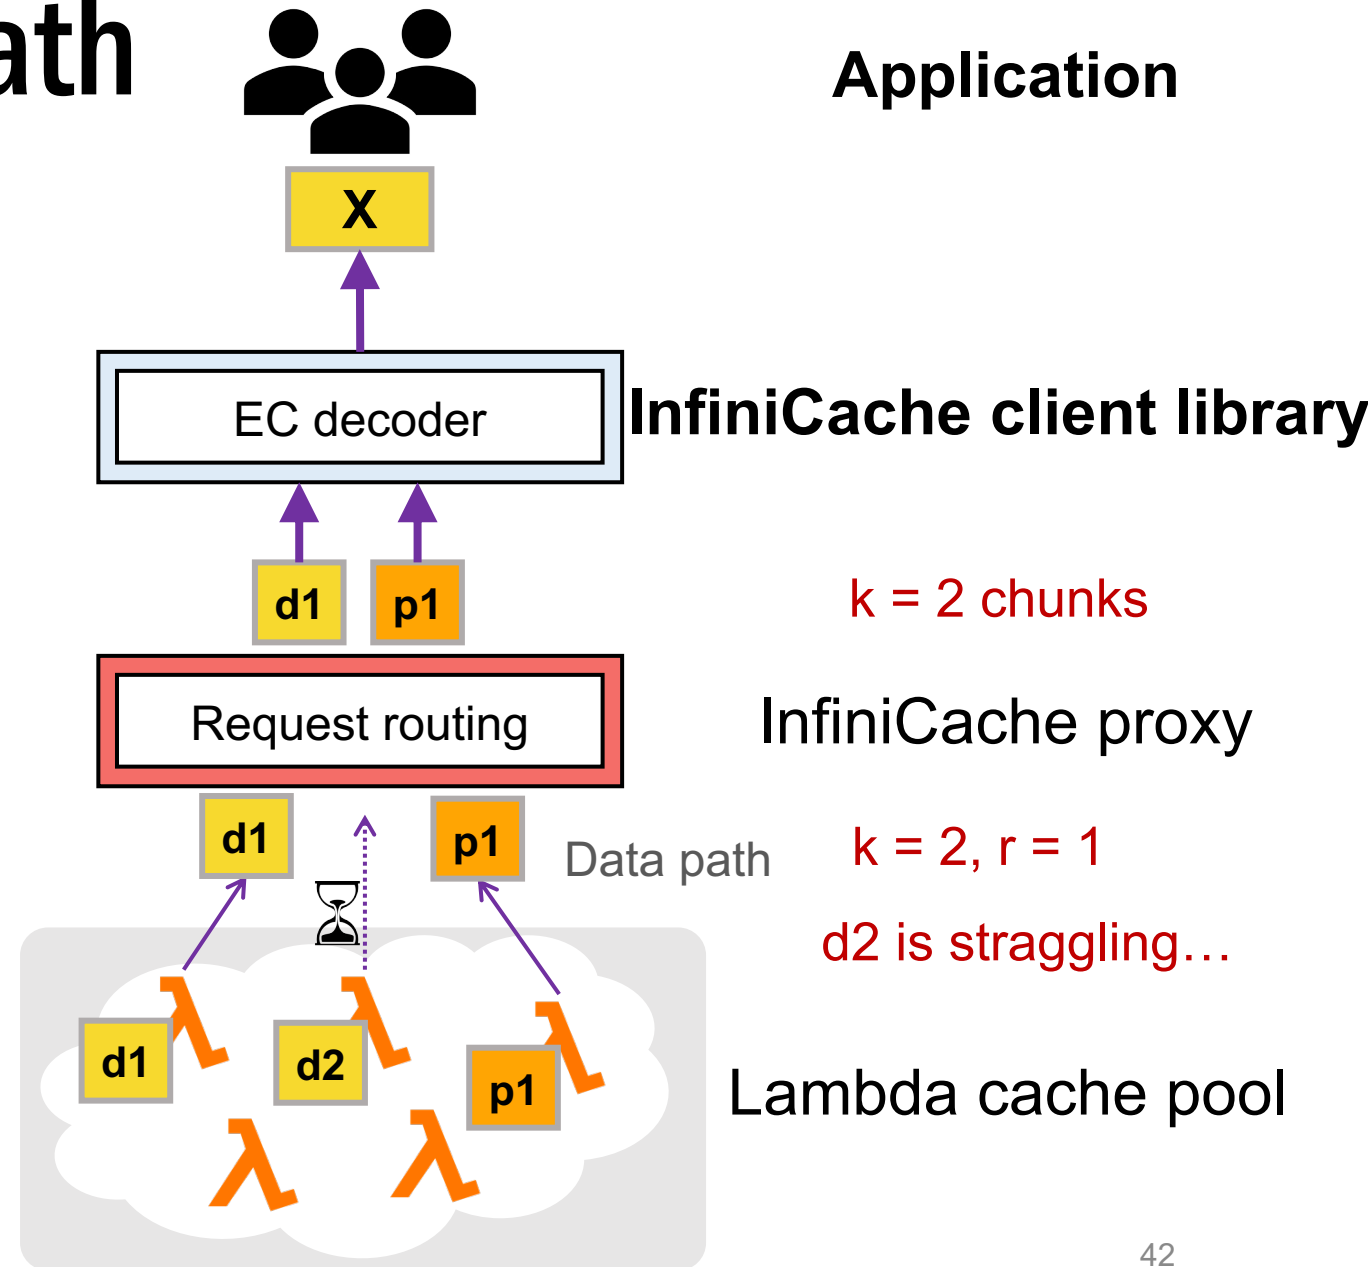 ath
Application
X
EC decoder
InfiniCache client library
d1
p1
k = 2 chunks
Request routing
InfiniCache proxy
d1
p1
Data path
k = 2, r = 1
d2 is straggling…
λ
λ
λ
d1
d2
p1
Lambda cache pool
λ
λ
42